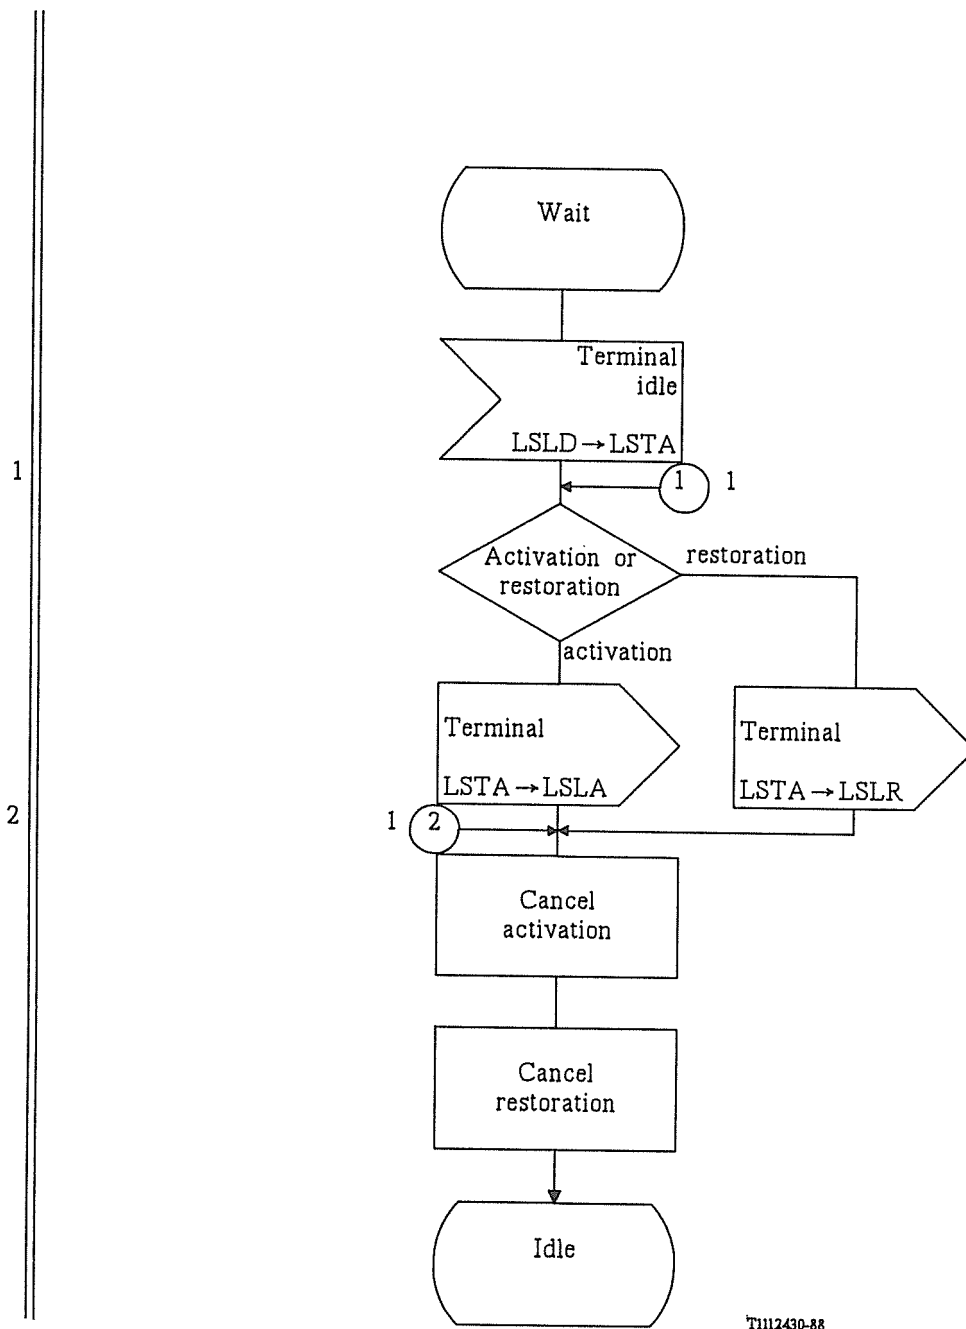 Wait
Terminal
idle
LSLD → LSTA
1
1 1
Activation or
restoration
restoration
activation
Terminal
LSTA → LSLA
Terminal
LSTA → LSLR
2
1 2
Cancel
activation
Cancel
restoration
Idle
T1112430-88